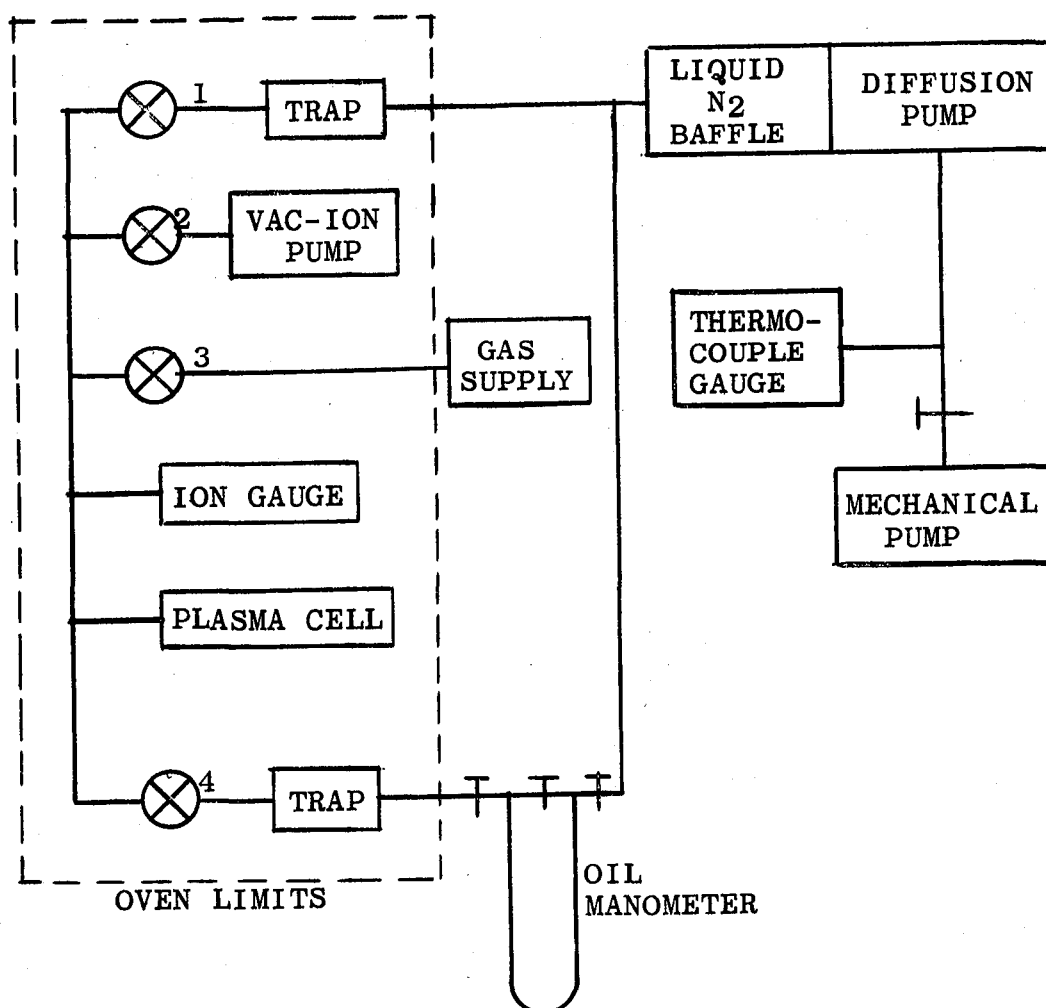 1
TRAP
LIQUID
N2
BAFFLE
DIFFUSION
PUMP
2
VAC-ION
PUMP
3
GAS
SUPPLY
THERMO-
COUPLE
GAUGE
ION GAUGE
MECHANICAL
PUMP
PLASMA CELL
4
TRAP
OIL
MANOMETER
OVEN LIMITS